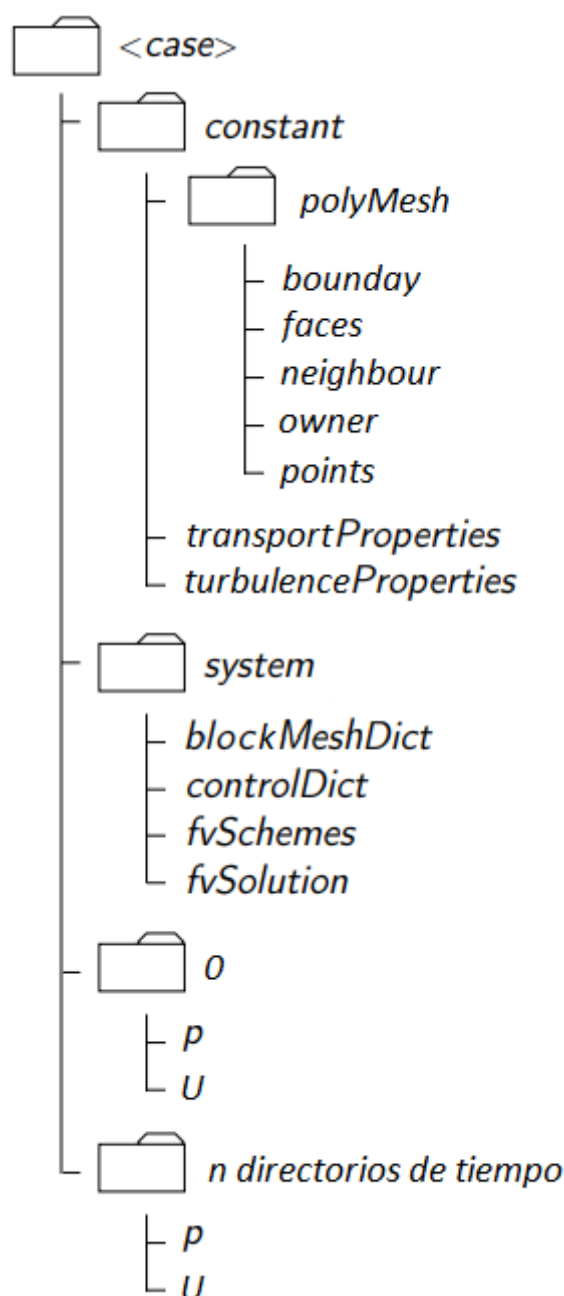 <case>
constant
polyMesh
bounday
faces
neighbour
owner
points
transportProperties
turbulenceProperties
system
blockMeshDict
controlDict
fvSchemes
fvSolution
0
p
U
n directorios de tiempo
p
U